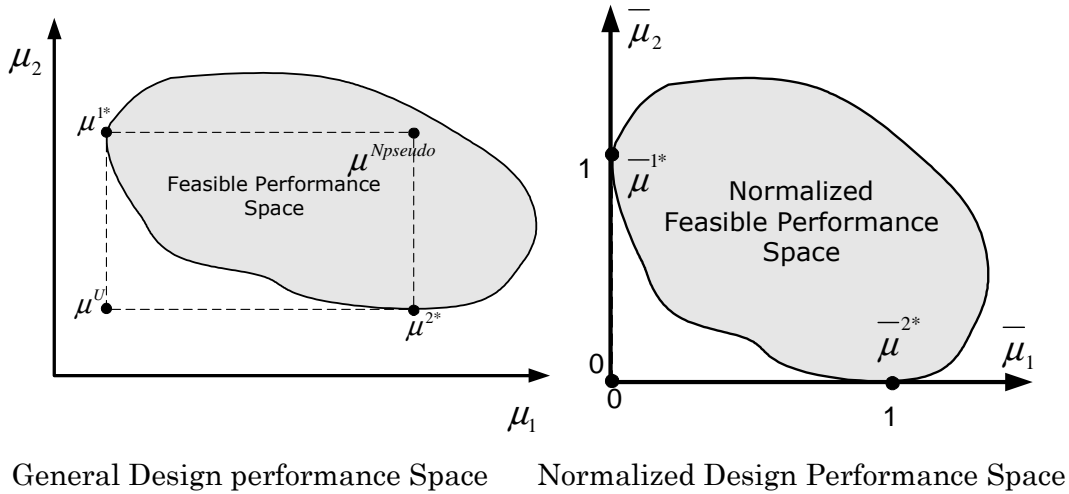 μ₂
μ¹*
μᴺᵖˢᵉᵘᵈᵒ
Feasible Performance
Space
μᵁ
μ²*
μ₁
μ̅₂
1
μ̅¹*
Normalized
Feasible Performance
Space
μ̅²*
μ̅₁
0
0
1
General Design performance Space
Normalized Design Performance Space